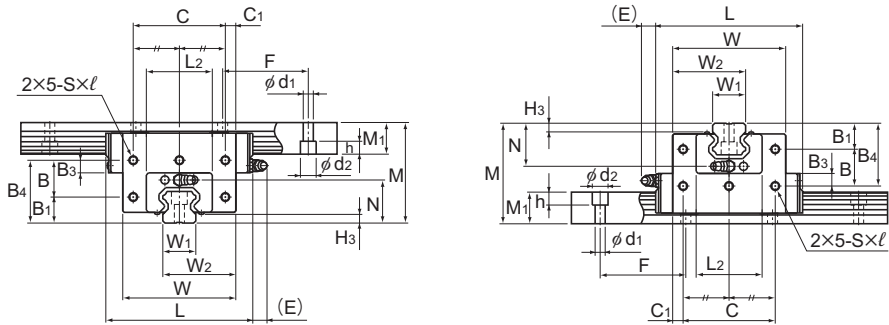 C
C1
L2
F
φd1
2×5-S×ℓ
h
M1
φd2
M
B3
B
B4
B1
N
H3
W1
W2
W
L
(E)
(E)
L
W
W2
W1
H3
N
B1
B3
B
B4
M
φd2
M1
h
φd1
2×5-S×ℓ
F
L2
C1
C